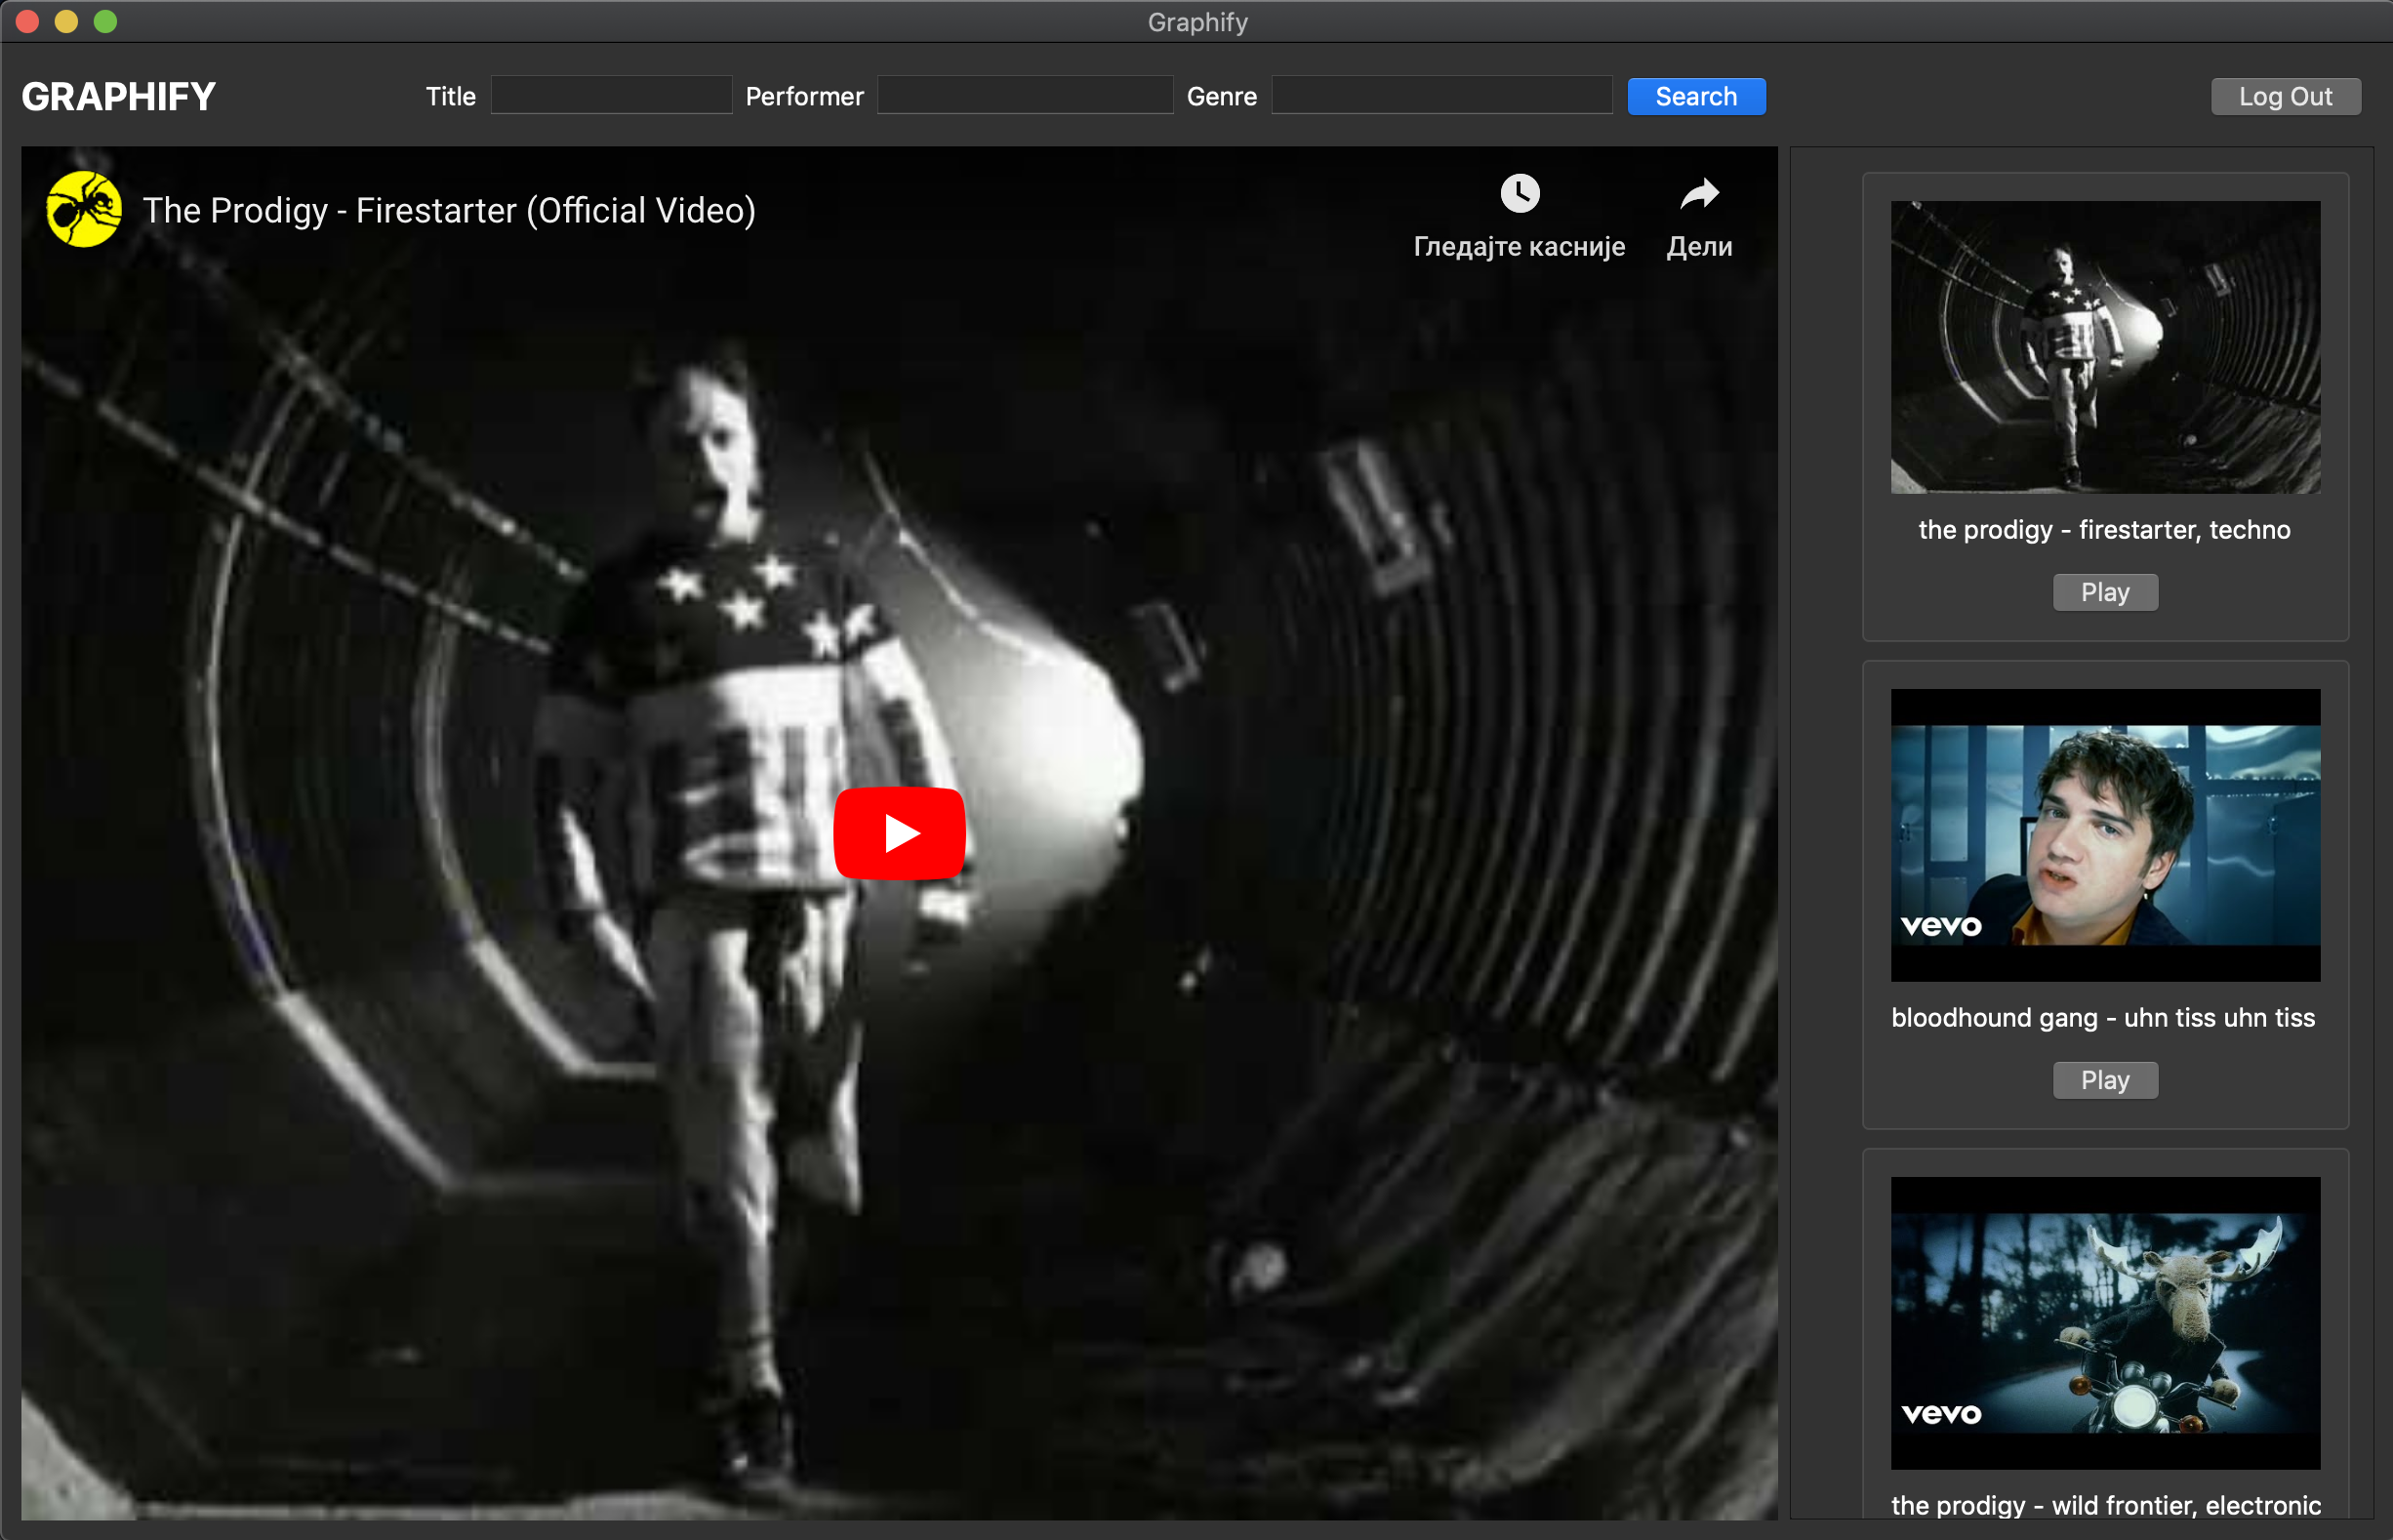 Graphify
GRAPHIFY
Title
Performer
Genre
Search
Log Out
The Prodigy - Firestarter (Official Video)
Гледајте касније
Дели
the prodigy - firestarter, techno
Play
vevo
bloodhound gang - uhn tiss uhn tiss
Play
vevo
the prodigy - wild frontier, electronic